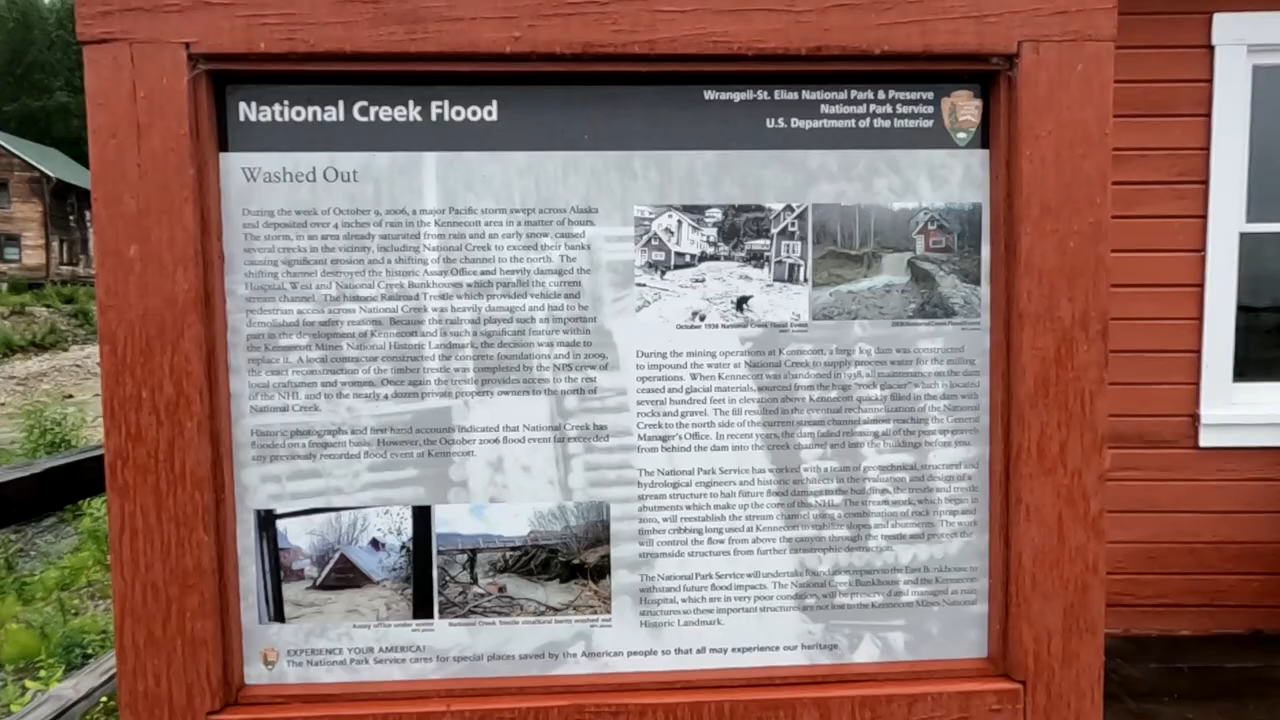 National Creek Flood
Wrangell-St. Elias National Park & Preserve
National Park Service
U.S. Department of the Interior
Washed Out
During the week of October 9, 2006, a major Pacific storm swept across Alaska
and deposited over 4 inches of rain in the Kennecott area in a matter of hours.
The storm, in an area already saturated from rain and an early snow, caused
several creeks in the vicinity, including National Creek to exceed their banks
causing significant erosion and a shifting of the channel to the north. The
shifting channel destroyed the historic Assay Office and heavily damaged the
Hospital, West and National Creek Bunkhouses which parallel the current
stream channel. The historic Railroad Trestle which provided vehicle and
pedestrian access across National Creek was heavily damaged and had to be
demolished for safety reasons. Because the railroad played such an important
part in the development of Kennecott and is such a significant feature within
the Kennecott Mines National Historic Landmark, the decision was made to
replace it. A local contractor constructed the concrete foundations and in 2009,
the exact reconstruction of the timber trestle was completed by the NPS crew of
local craftsmen and women. Once again the trestle provides access to the rest
of the NHL and to the nearly 4 dozen private property owners to the north of
National Creek.
Historic photographs and first hand accounts indicated that National Creek has
flooded on a frequent basis. However, the October 2006 flood event far exceeded
any previously recorded flood event at Kennecott.
Assay office under water
National Creek trestle structural bents washed out
October 1936 National Creek Flood Event
2006 National Creek Flood Event
During the mining operations at Kennecott, a large log dam was constructed
to impound the water at National Creek to supply process water for the milling
operations. When Kennecott was abandoned in 1938, all maintenance on the dam
ceased and glacial materials, sourced from the huge "rock glacier" which is located
several hundred feet in elevation above Kennecott quickly filled in the dam with
rocks and gravel. The fill resulted in the eventual rechannelization of the National
Creek to the north side of the current stream channel almost reaching the General
Manager's Office. In recent years, the dam failed releasing all of the pent up gravels
from behind the dam into the creek channel and into the buildings before you.
The National Park Service has worked with a team of geotechnical, structural and
hydrological engineers and historic architects in the evaluation and design of a
stream structure to halt future flood damage to the buildings, the trestle and trestle
abutments which make up the core of this NHL. The stream work, which began in
2010, will reestablish the stream channel using a combination of rock riprap and
timber cribbing long used at Kennecott to stabilize slopes and abutments. The work
will control the flow from above the canyon through the trestle and protect the
streamside structures from further catastrophic destruction.
The National Park Service will undertake foundation repairs to the East Bunkhouse to
withstand future flood impacts. The National Creek Bunkhouse and the Kennecott
Hospital, which are in very poor condition, will be preserved and managed as ruin
structures so these important structures are not lost to the Kennecott Mines National
Historic Landmark.
EXPERIENCE YOUR AMERICA!
The National Park Service cares for special places saved by the American people so that all may experience our heritage.